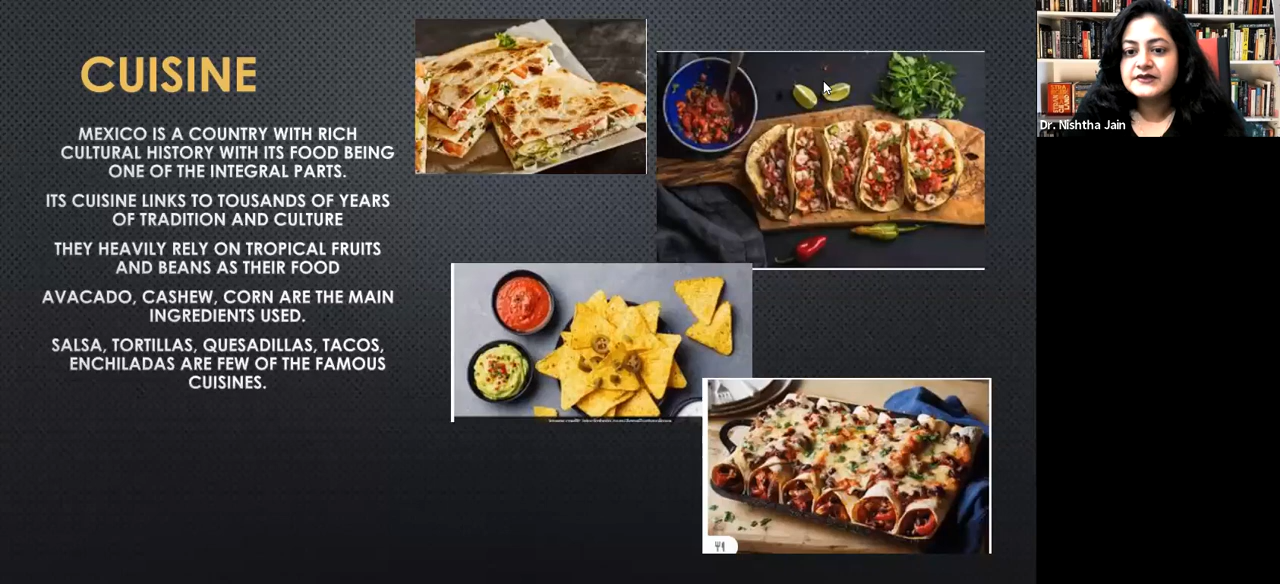 CUISINE
MEXICO IS A COUNTRY WITH RICH
CULTURAL HISTORY WITH ITS FOOD BEING
ONE OF THE INTEGRAL PARTS.
ITS CUISINE LINKS TO TOUSANDS OF YEARS
OF TRADITION AND CULTURE
THEY HEAVILY RELY ON TROPICAL FRUITS
AND BEANS AS THEIR FOOD
AVACADO, CASHEW, CORN ARE THE MAIN
INGREDIENTS USED.
SALSA, TORTILLAS, QUESADILLAS, TACOS,
ENCHILADAS ARE FEW OF THE FAMOUS
CUISINES.
Dr. Nishtha Jain